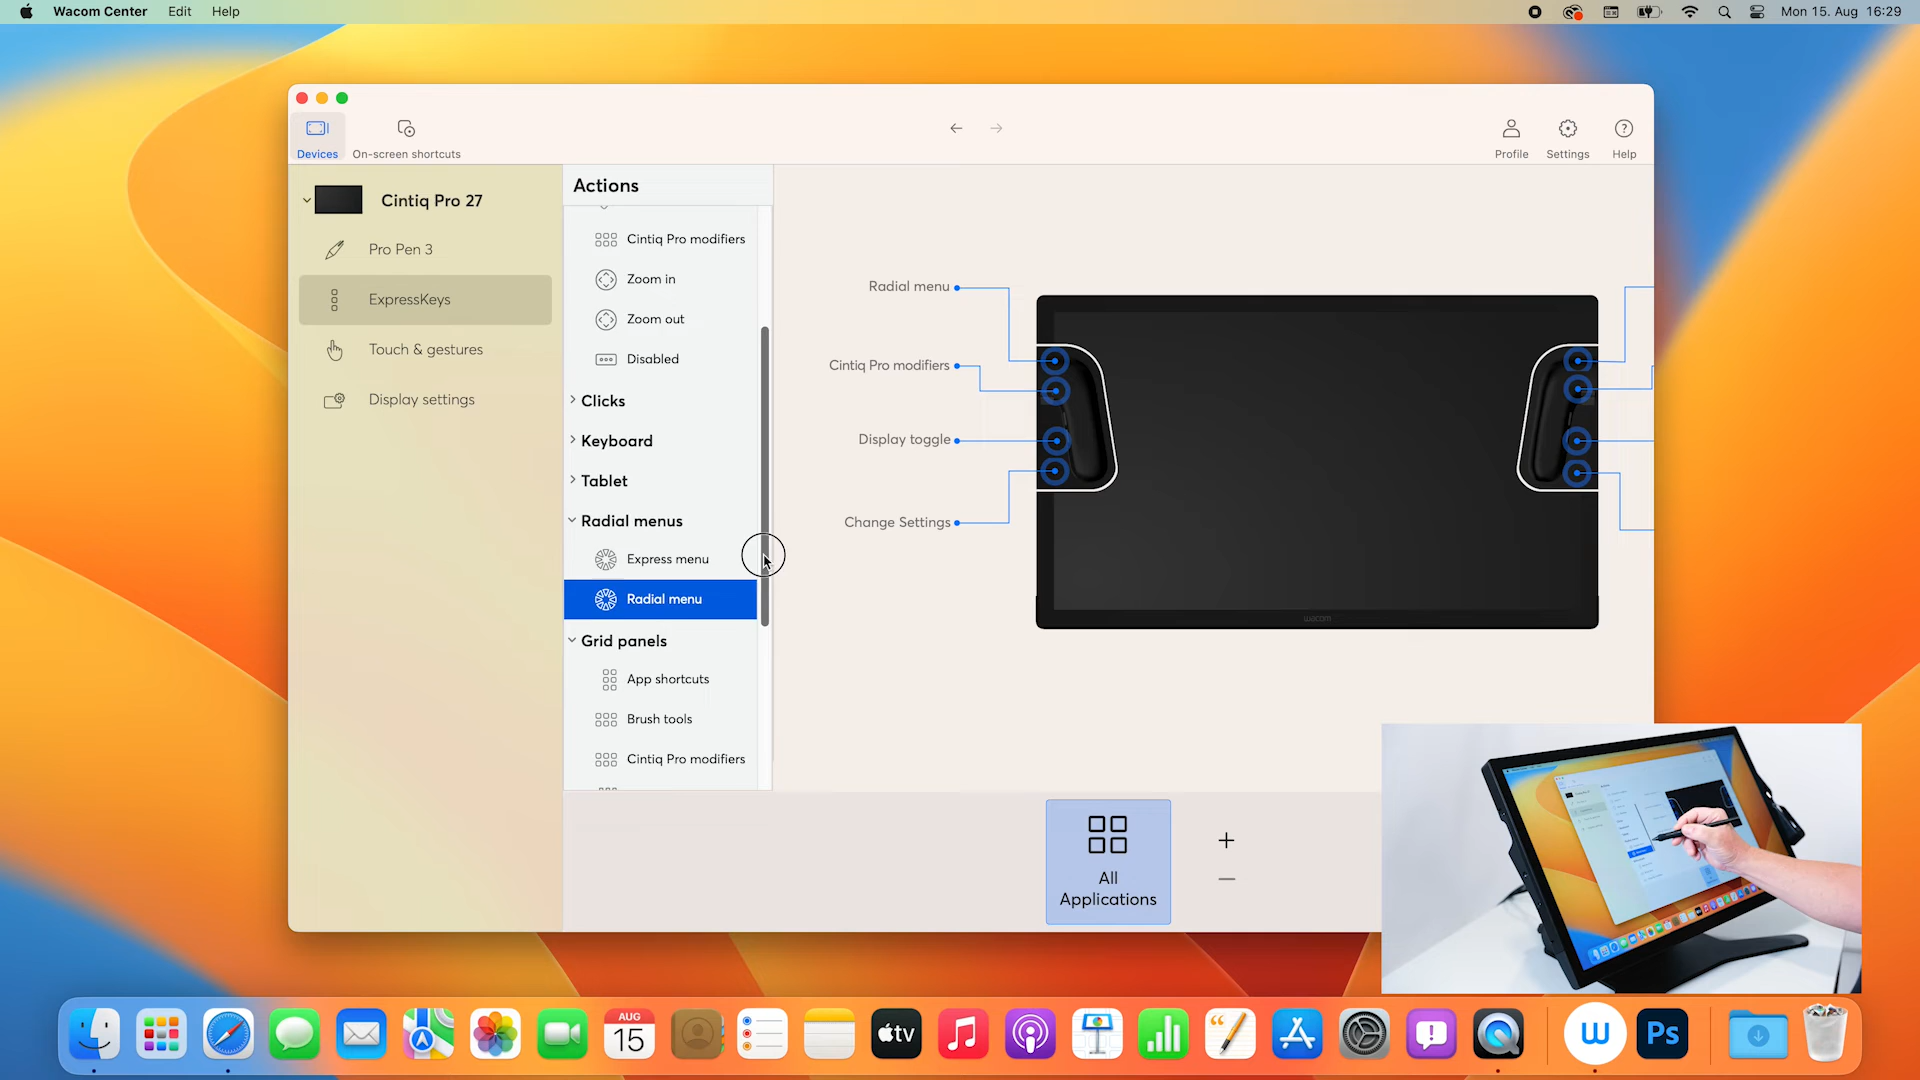 Wacom Center Edit Help
Mon 15. Aug 16:29
Devices
On-screen shortcuts
Profile
Settings
Help
Cintiq Pro 27
Pro Pen 3
ExpressKeys
Touch & gestures
Display settings
Actions
Cintiq Pro modifiers
Zoom in
Zoom out
Disabled
Clicks
Keyboard
Tablet
Radial menus
Express menu
Radial menu
Grid panels
App shortcuts
Brush tools
Cintiq Pro modifiers
Radial menu
Cintiq Pro modifiers
Display toggle
Change Settings
wacom
All
Applications
AUG
15
tv
W
Ps